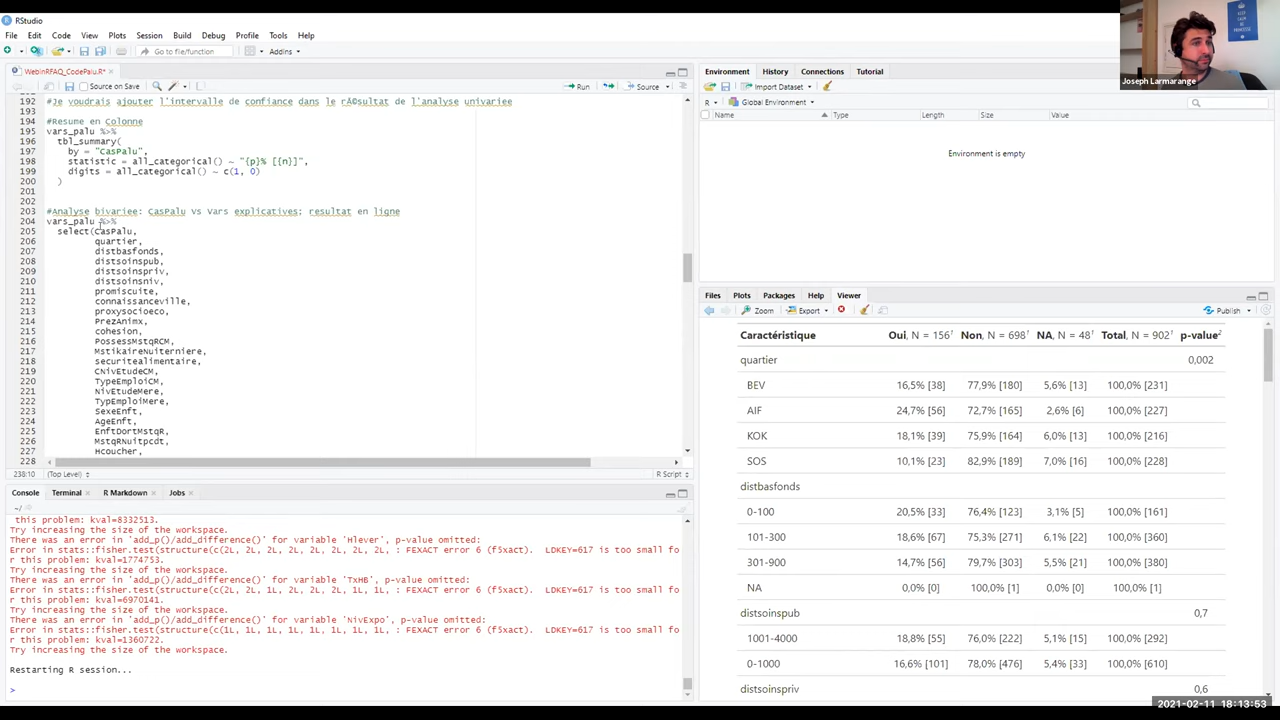 RStudio
File Edit Code View Plots Session Build Debug Profile Tools Help
Go to file/function Addins
WebinRFAQ_CodePalu.R*
Source on Save Run Source
192 #Je voudrais ajouter l'intervalle de confiance dans le rÃ©sultat de l'analyse univariee
193
194 #Resume en Colonne
195 vars_palu %>%
196 tbl_summary(
197 by = "CasPalu",
198 statistic = all_categorical() ~ "{p}% [{n}]",
199 digits = all_categorical() ~ c(1, 0)
200 )
201
202
203 #Analyse bivariee: CasPalu Vs Vars explicatives; resultat en ligne
204 vars_palu %>%
205 select(CasPalu,
206 quartier,
207 distbasfonds,
208 distsoinspub,
209 distsoinspriv,
210 distsoinsniv,
211 promiscuite,
212 connaissanceville,
213 proxysocioeco,
214 PrezAnimx,
215 cohesion,
216 PossessMstqRCM,
217 MstikaireNuiterniere,
218 securitealimentaire,
219 CNivEtudeCM,
220 TypeEmploiCM,
221 NivEtudeMere,
222 TypEmploiMere,
223 SexeEnft,
224 AgeEnft,
225 EnftDortMstqR,
226 MstqRNuitpcdt,
227 Hcoucher,
228
238:10 (Top Level) R Script
Console Terminal R Markdown Jobs
~/
this problem: kval=8332513.
Try increasing the size of the workspace.
There was an error in 'add_p()/add_difference()' for variable 'Hlever', p-value omitted:
Error in stats::fisher.test(structure(c(2L, 2L, 2L, 2L, 2L, 2L, 2L, : FEXACT error 6 (f5xact). LDKEY=617 is too small fo
r this problem: kval=1774753.
Try increasing the size of the workspace.
There was an error in 'add_p()/add_difference()' for variable 'TxHB', p-value omitted:
Error in stats::fisher.test(structure(c(2L, 2L, 1L, 2L, 2L, 1L, 1L, : FEXACT error 6 (f5xact). LDKEY=617 is too small fo
r this problem: kval=6970141.
Try increasing the size of the workspace.
There was an error in 'add_p()/add_difference()' for variable 'NivExpo', p-value omitted:
Error in stats::fisher.test(structure(c(1L, 1L, 1L, 1L, 1L, 1L, 1L, : FEXACT error 6 (f5xact). LDKEY=617 is too small fo
r this problem: kval=1360722.
Try increasing the size of the workspace.
Restarting R session...
>
Environment History Connections Tutorial
Import Dataset
R Global Environment
Name Type Length Size Value
Environment is empty
Files Plots Packages Help Viewer
Zoom Export Publish
Caractéristique Oui, N = 156¹ Non, N = 698¹ NA, N = 48¹ Total, N = 902¹ p-value²
quartier 0,002
BEV 16,5% [38] 77,9% [180] 5,6% [13] 100,0% [231]
AIF 24,7% [56] 72,7% [165] 2,6% [6] 100,0% [227]
KOK 18,1% [39] 75,9% [164] 6,0% [13] 100,0% [216]
SOS 10,1% [23] 82,9% [189] 7,0% [16] 100,0% [228]
distbasfonds
0-100 20,5% [33] 76,4% [123] 3,1% [5] 100,0% [161]
101-300 18,6% [67] 75,3% [271] 6,1% [22] 100,0% [360]
301-900 14,7% [56] 79,7% [303] 5,5% [21] 100,0% [380]
NA 0,0% [0] 100,0% [1] 0,0% [0] 100,0% [1]
distsoinspub 0,7
1001-4000 18,8% [55] 76,0% [222] 5,1% [15] 100,0% [292]
0-1000 16,6% [101] 78,0% [476] 5,4% [33] 100,0% [610]
distsoinspriv 0,6
KEEP
CALM
Joseph Larmarange
2021-02-11 18:13:53